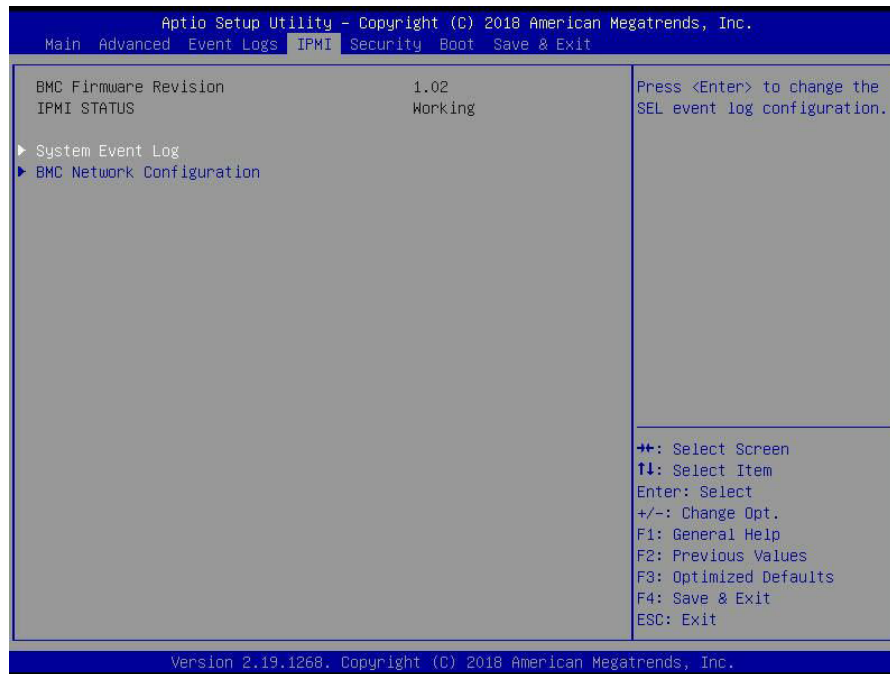 Aptio Setup Utility – Copyright (C) 2018 American Megatrends, Inc.
Main Advanced Event Logs IPMI Security Boot Save & Exit
BMC Firmware Revision 1.02
IPMI STATUS Working
System Event Log
BMC Network Configuration
Press <Enter> to change the
SEL event log configuration.
→←: Select Screen
↑↓: Select Item
Enter: Select
+/-: Change Opt.
F1: General Help
F2: Previous Values
F3: Optimized Defaults
F4: Save & Exit
ESC: Exit
Version 2.19.1268. Copyright (C) 2018 American Megatrends, Inc.